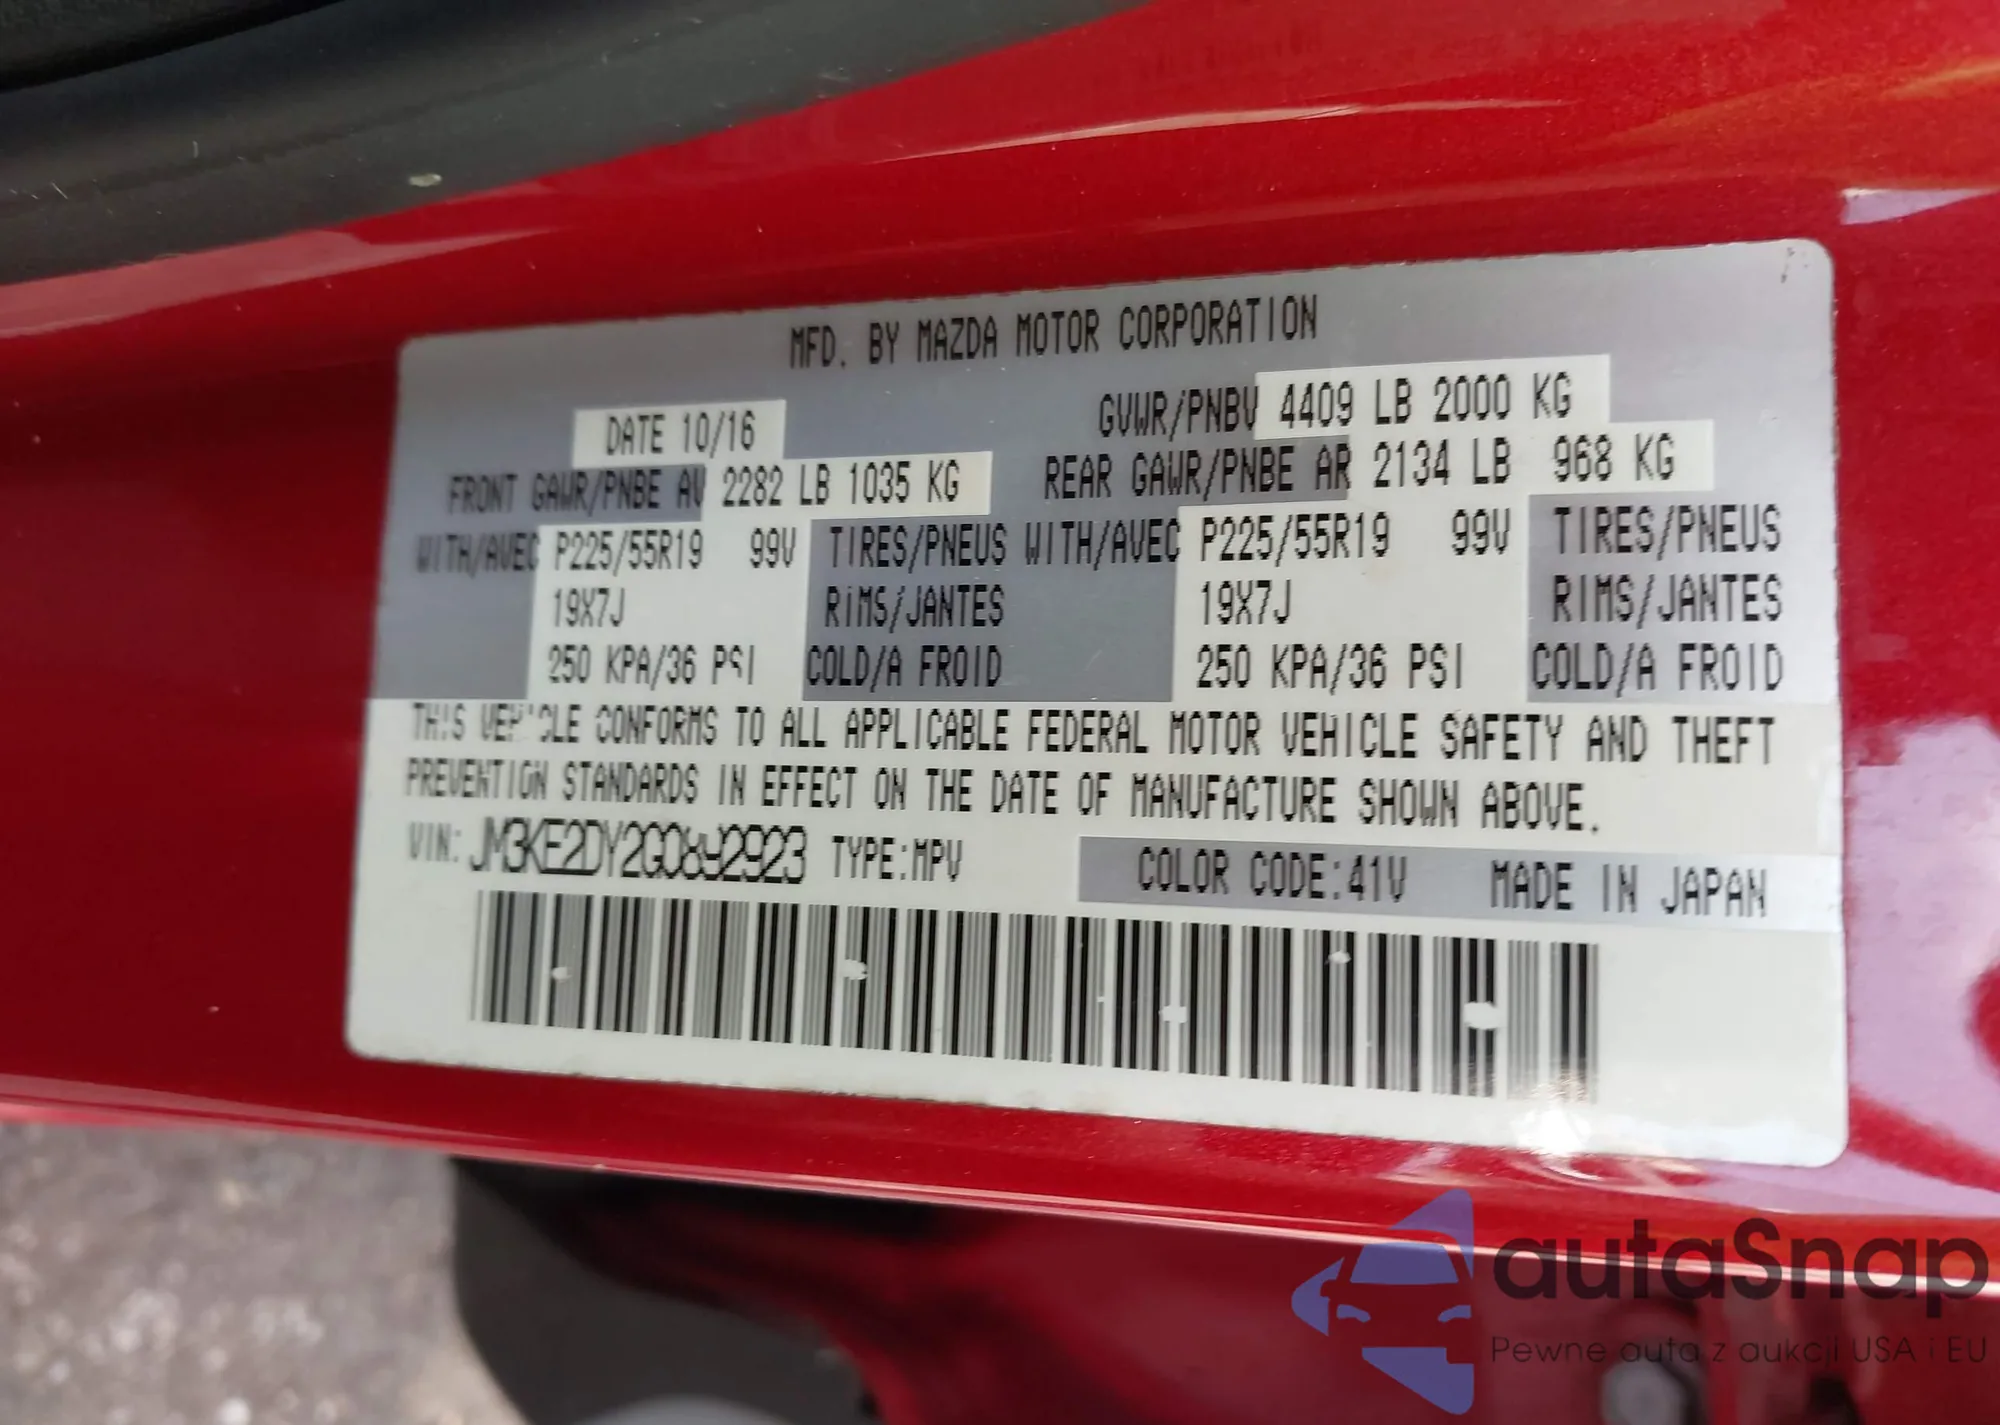 MFD. BY MAZDA MOTOR CORPORATION
DATE 10/16 GVWR/PNBV 4409 LB 2000 KG
FRONT GAWR/PNBE AV 2282 LB 1035 KG REAR GAWR/PNBE AR 2134 LB 968 KG
WITH/AVEC P225/55R19 99V TIRES/PNEUS WITH/AVEC P225/55R19 99V TIRES/PNEUS
19X7J RIMS/JANTES 19X7J RIMS/JANTES
250 KPA/36 PSI COLD/A FROID 250 KPA/36 PSI COLD/A FROID
THIS VEHICLE CONFORMS TO ALL APPLICABLE FEDERAL MOTOR VEHICLE SAFETY AND THEFT
PREVENTION STANDARDS IN EFFECT ON THE DATE OF MANUFACTURE SHOWN ABOVE.
VIN: JM3KE2DY2G0892923 TYPE:MPV COLOR CODE:41V MADE IN JAPAN
autaSnap
Pewne auta z aukcji USA i EU